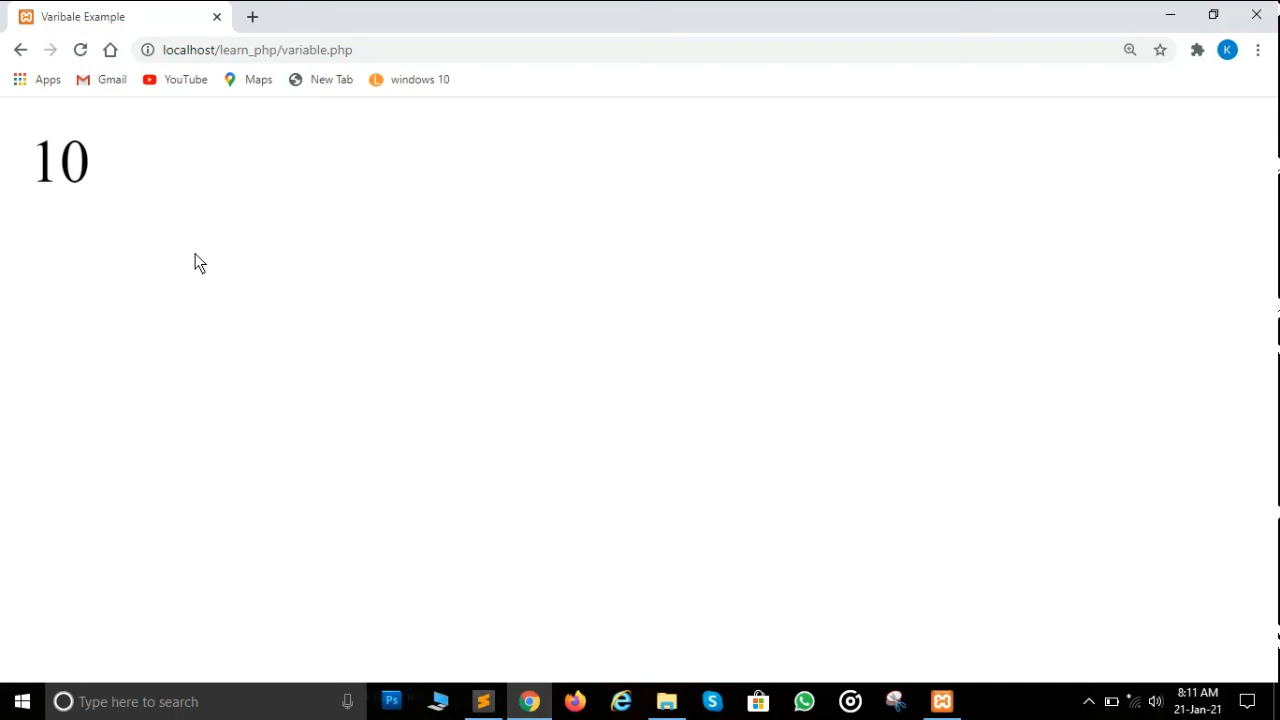 Varibale Example
localhost/learn_php/variable.php
K
Apps Gmail YouTube Maps New Tab L windows 10
10
Type here to search
Ps
S
8:11 AM
21-Jan-21